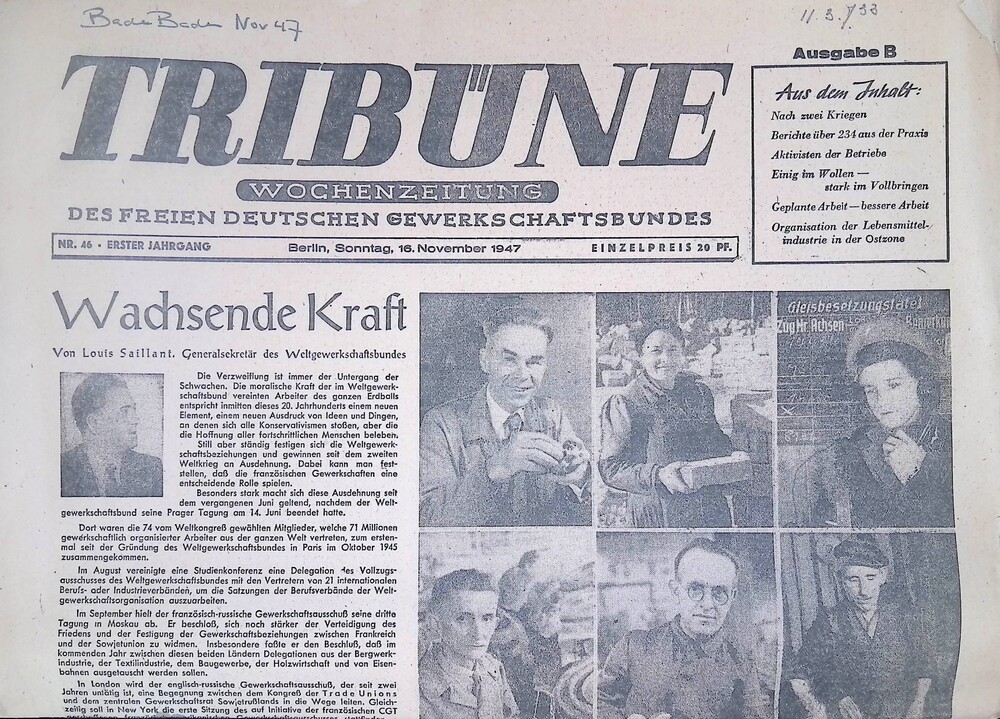 Baden Baden Nov 47
11.3./33
Ausgabe B
TRIBÜNE
WOCHENZEITUNG
DES FREIEN DEUTSCHEN GEWERKSCHAFTSBUNDES
NR. 46 • ERSTER JAHRGANG Berlin, Sonntag, 16. November 1947 EINZELPREIS 20 PF.
Aus dem Inhalt:
Nach zwei Kriegen
Berichte über 234 aus der Praxis
Aktivisten der Betriebe
Einig im Wollen —
stark im Vollbringen
Geplante Arbeit — bessere Arbeit
Organisation der Lebensmittel-
industrie in der Ostzone
Wachsende Kraft
Von Louis Saillant, Generalsekretär des Weltgewerkschaftsbundes
Die Verzweiflung ist immer der Untergang der
Schwachen. Die moralische Kraft der im Weltgewerk-
schaftsbund vereinten Arbeiter des ganzen Erdballs
entspricht inmitten dieses 20. Jahrhunderts einem neuen
Element, einem neuen Ausdruck von Ideen und Dingen,
an denen sich alle Konservativismen stoßen, aber die
die Hoffnung aller fortschrittlichen Menschen beleben.
Still aber ständig festigen sich die Weltgewerk-
schaftsbeziehungen und gewinnen seit dem zweiten
Weltkrieg an Ausdehnung. Dabei kann man fest-
stellen, daß die französischen Gewerkschaften eine
entscheidende Rolle spielen.
Besonders stark macht sich diese Ausdehnung seit
dem vergangenen Juni geltend, nachdem der Welt-
gewerkschaftsbund seine Prager Tagung am 14. Juni beendet hatte.
Dort waren die 74 vom Weltkongreß gewählten Mitglieder, welche 71 Millionen
gewerkschaftlich organisierter Arbeiter aus der ganzen Welt vertreten, zum ersten-
mal seit der Gründung des Weltgewerkschaftsbundes in Paris im Oktober 1945
zusammengekommen.
Im August vereinigte eine Studienkonferenz eine Delegation des Vollzugs-
ausschusses des Weltgewerkschaftsbundes mit den Vertretern von 21 internationalen
Berufs- oder Industrieverbänden, um die Satzungen der Berufsverbände der Welt-
gewerkschaftsorganisation auszuarbeiten.
Im September hielt der französisch-russische Gewerkschaftsausschuß seine dritte
Tagung in Moskau ab. Er beschloß, sich noch stärker der Verteidigung des
Friedens und der Festigung der Gewerkschaftsbeziehungen zwischen Frankreich
und der Sowjetunion zu widmen. Insbesondere faßte er den Beschluß, daß im
kommenden Jahr zwischen diesen beiden Ländern Delegationen aus der Bergwerk-
industrie, der Textilindustrie, dem Baugewerbe, der Holzwirtschaft und von Eisen-
bahnen ausgetauscht werden sollen.
In London wird der englisch-russische Gewerkschaftsausschuß, der seit zwei
Jahren untätig ist, eine Begegnung zwischen dem Kongreß der Trade Unions
und dem zentralen Gewerkschaftsrat Sowjetrußlands in die Wege leiten. Gleich-
zeitig soll in New York die erste Sitzung des auf Initiative der französischen CGT
Gleisbesetzungstafel
Zug Nr. Achsen